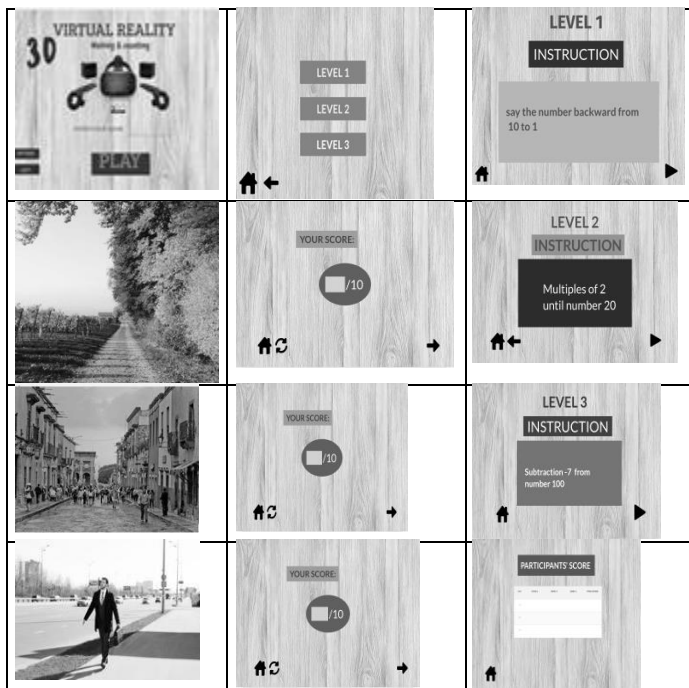 3D
VIRTUAL REALITY
Walking & counting
PLAY
LEVEL 1
LEVEL 2
LEVEL 3
LEVEL 1
INSTRUCTION
say the number backward from
10 to 1
YOUR SCORE:
/10
LEVEL 2
INSTRUCTION
Multiples of 2
until number 20
YOUR SCORE:
/10
LEVEL 3
INSTRUCTION
Subtraction -7 from
number 100
YOUR SCORE:
/10
PARTICIPANTS' SCORE